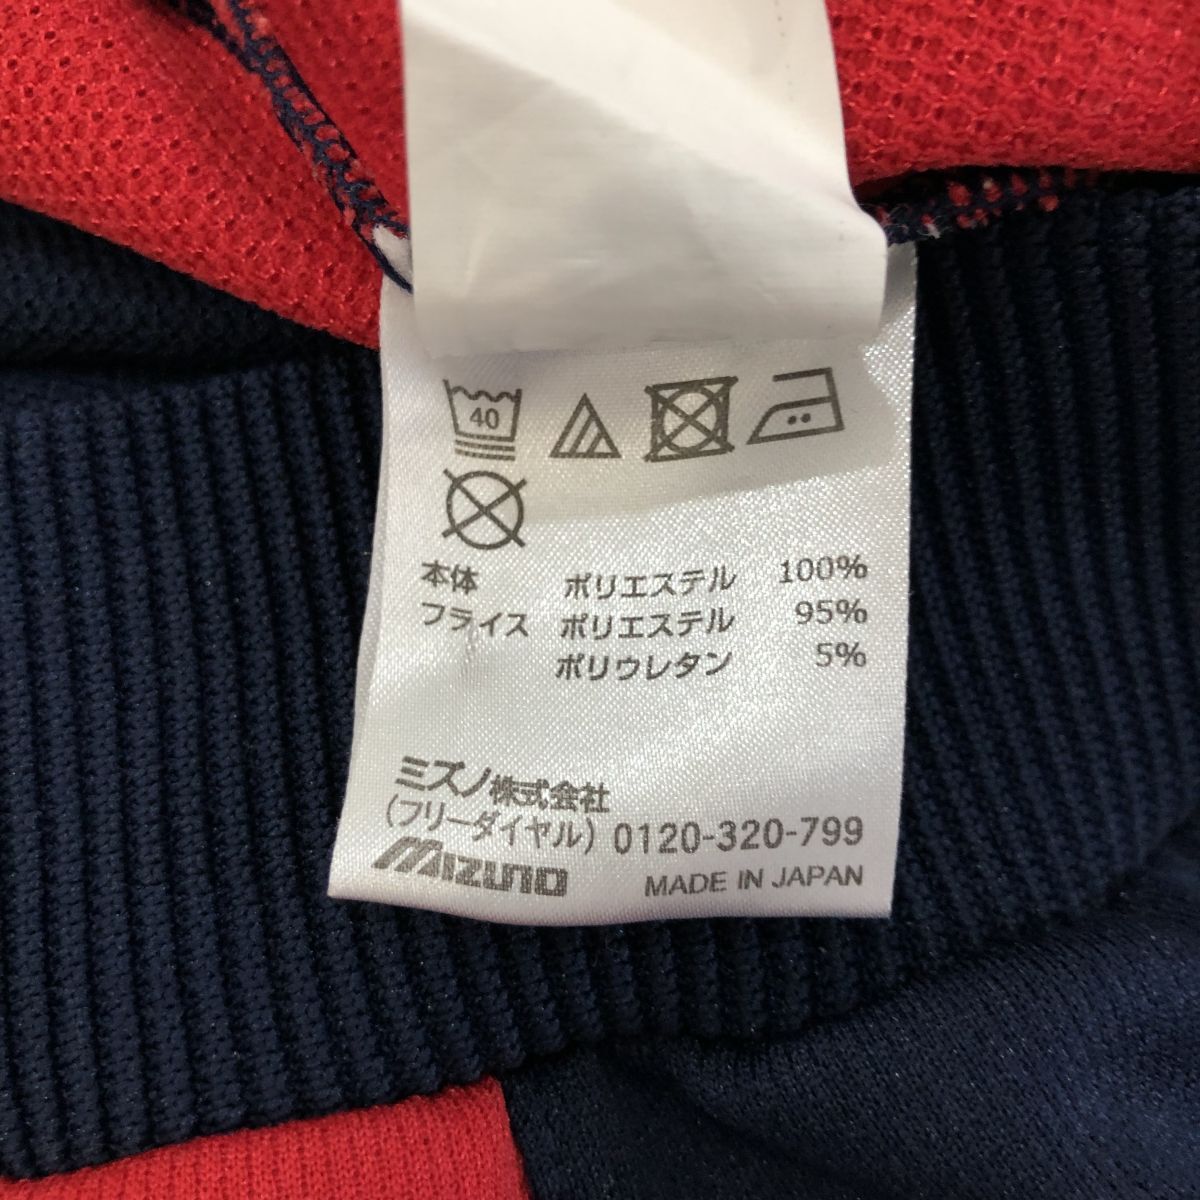 40
本体 ポリエステル 100%
フライス ポリエステル 95%
ポリウレタン 5%
ミズノ株式会社
(フリーダイヤル) 0120-320-799
MIZUNO MADE IN JAPAN